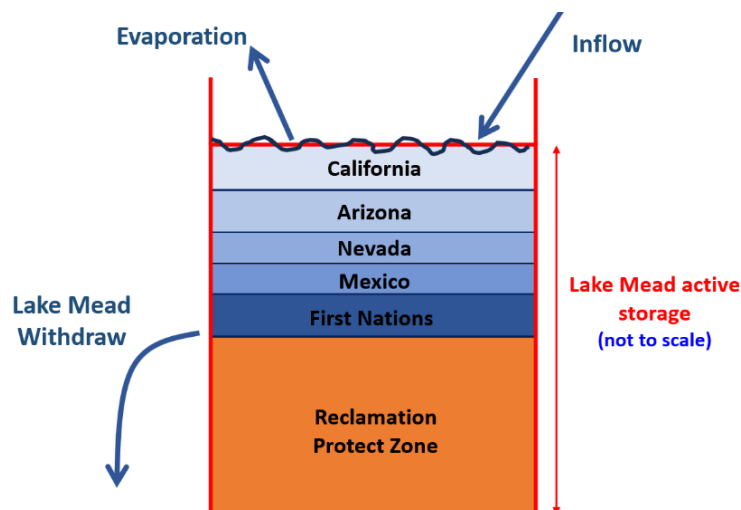 Evaporation
Inflow
California
Arizona
Nevada
Mexico
First Nations
Lake Mead
Withdraw
Lake Mead active
storage
(not to scale)
Reclamation
Protect Zone